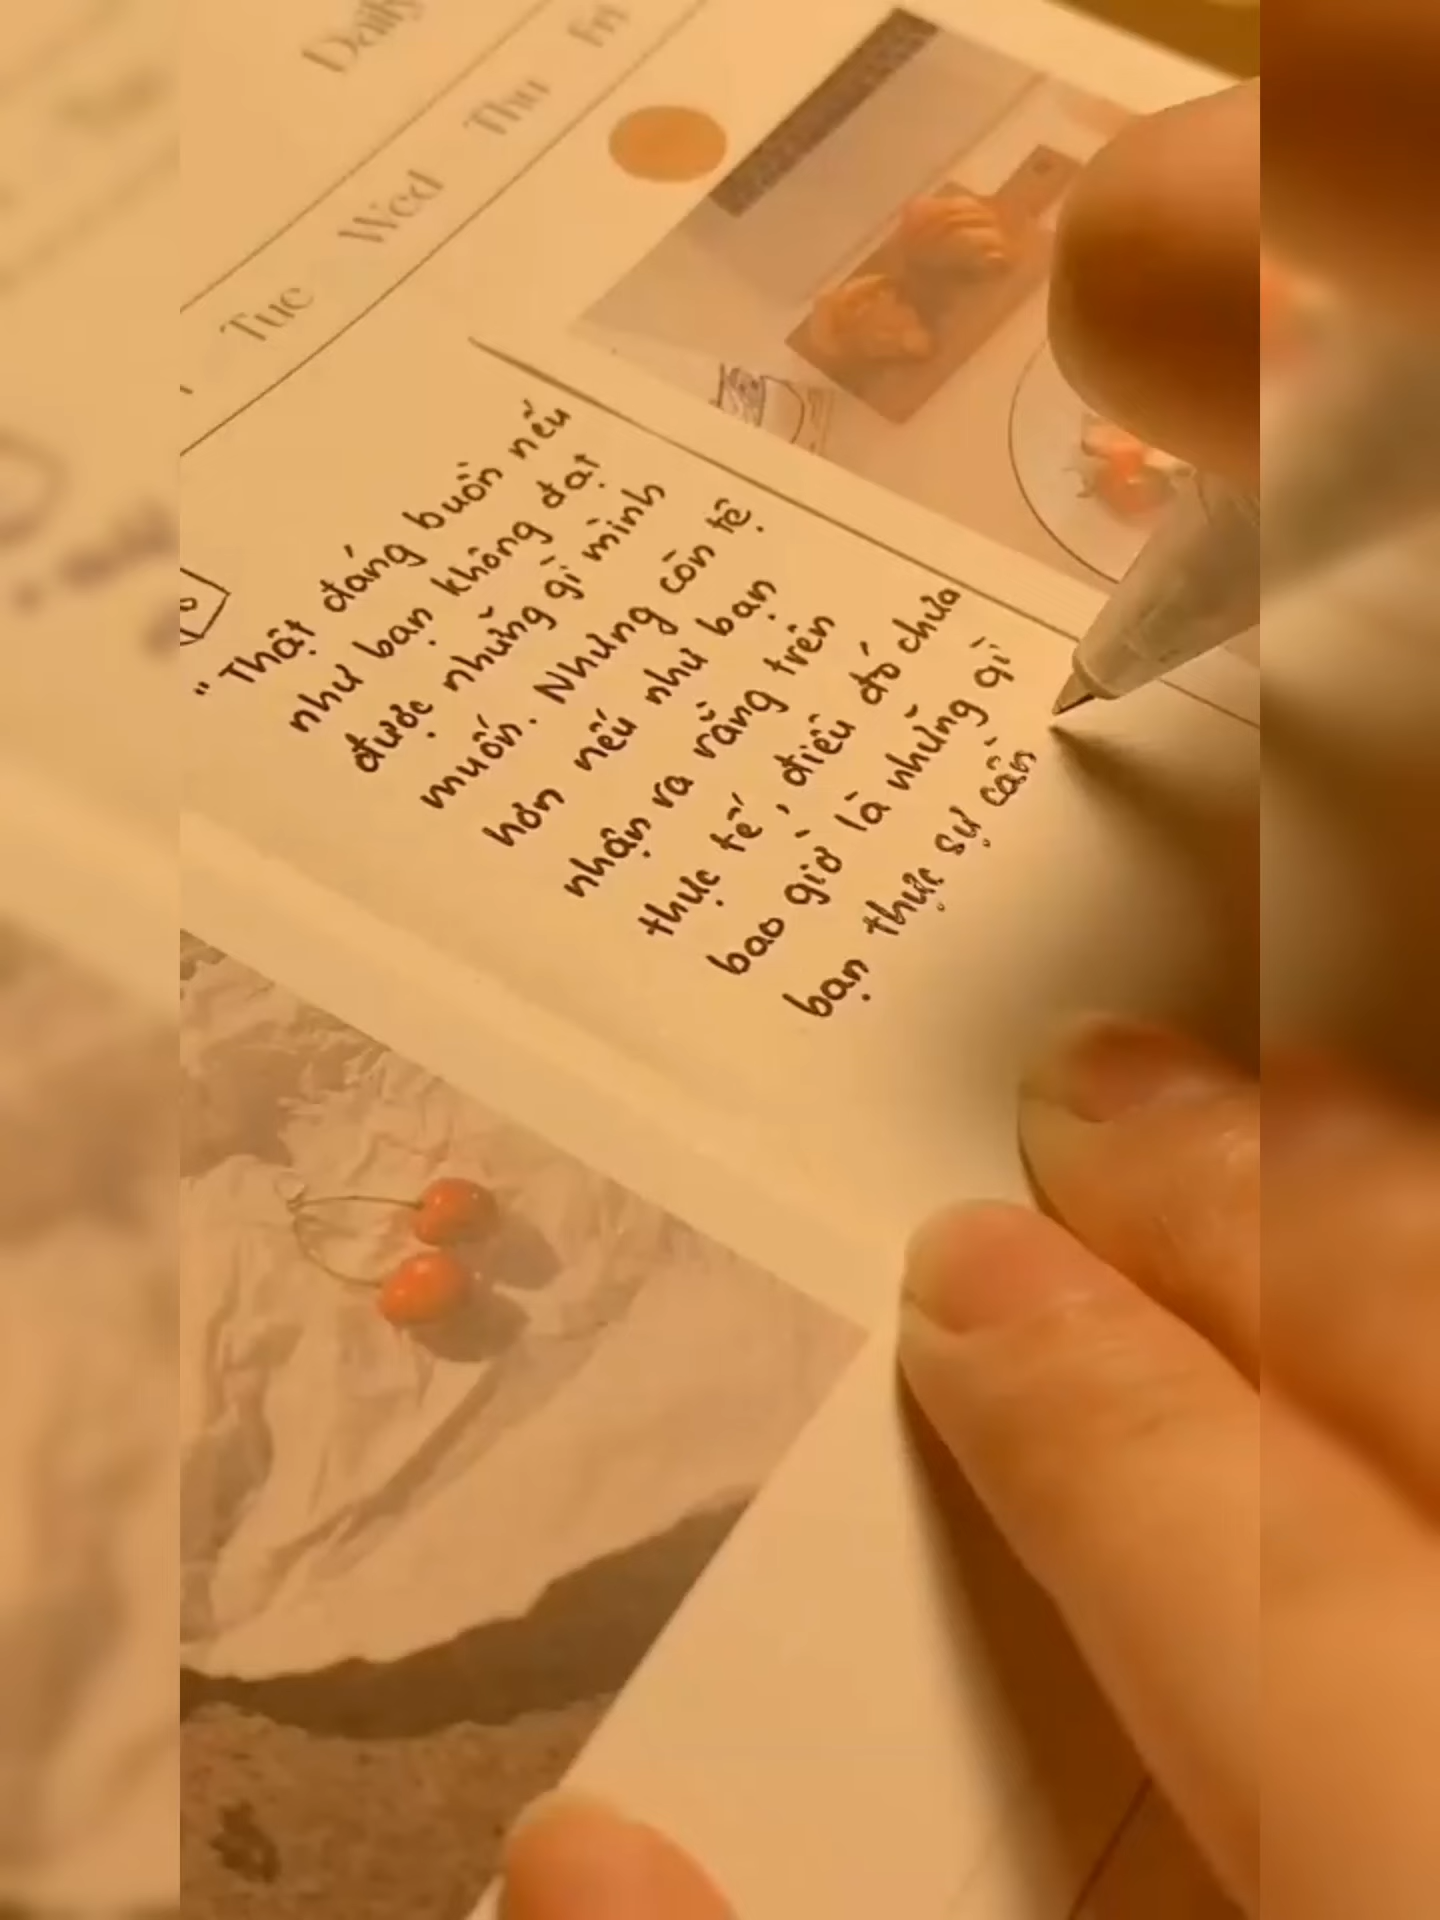 Daily
Tue Wed Thu Fri
"Thật đáng buồn nếu
như bạn không đạt
được những gì mình
muốn. Nhưng còn tệ
hơn nếu như bạn
nhận ra rằng trên
thực tế, điều đó chưa
bao giờ là những gì
bạn thực sự cần